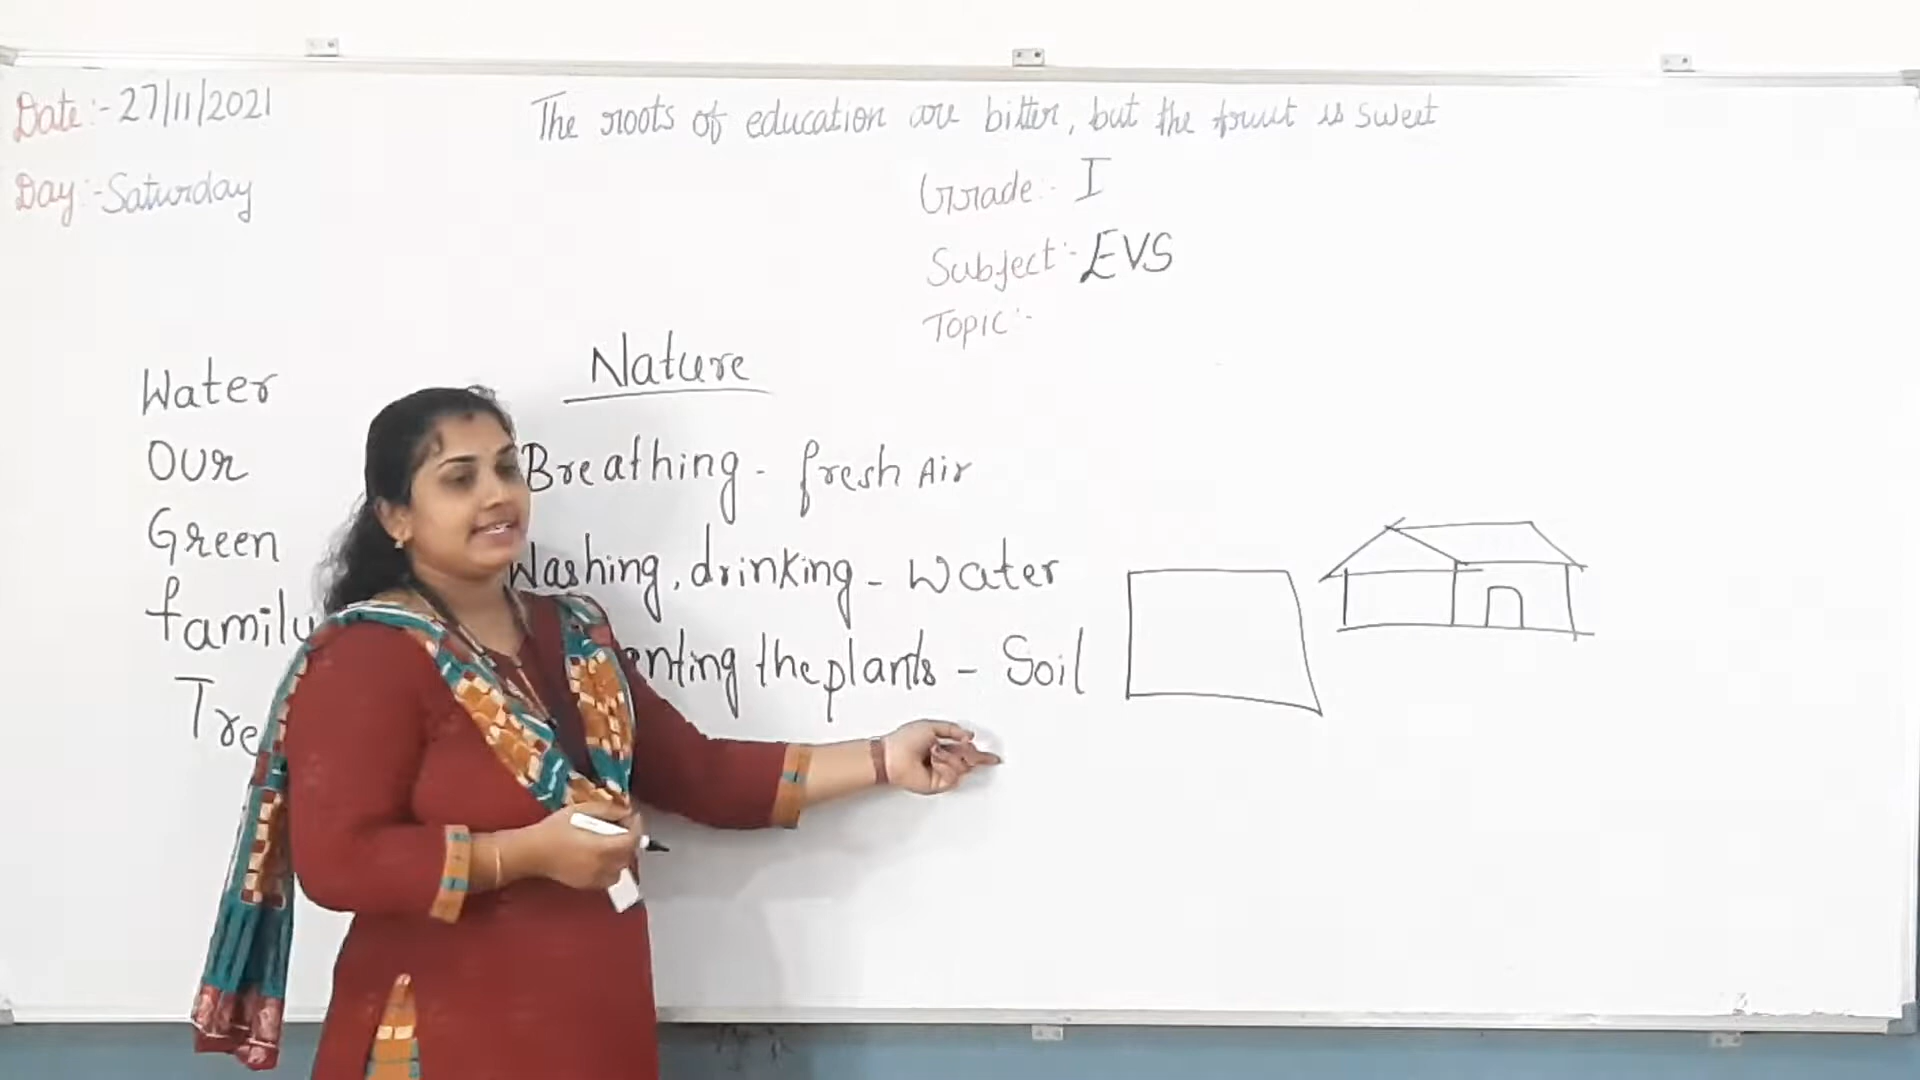 Date:- 27/11/2021
The roots of education are bitter, but the fruit is sweet
Day:- Saturday
Grade:- I
Subject:- EVS
Topic:-
Nature
Water
Our
Green
family
Tre
Breathing - fresh Air
Washing, drinking - Water
enting the plants - Soil